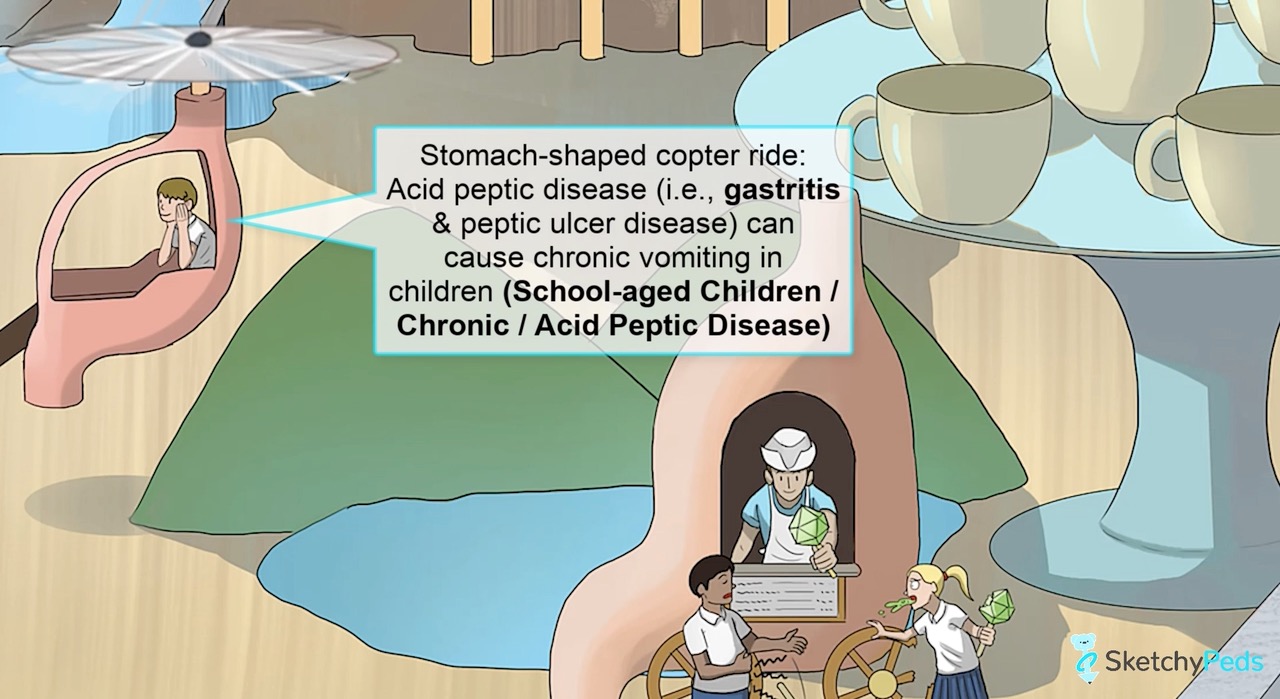 Stomach-shaped copter ride:
Acid peptic disease (i.e., gastritis
& peptic ulcer disease) can
cause chronic vomiting in
children (School-aged Children /
Chronic / Acid Peptic Disease)
SketchyPeds